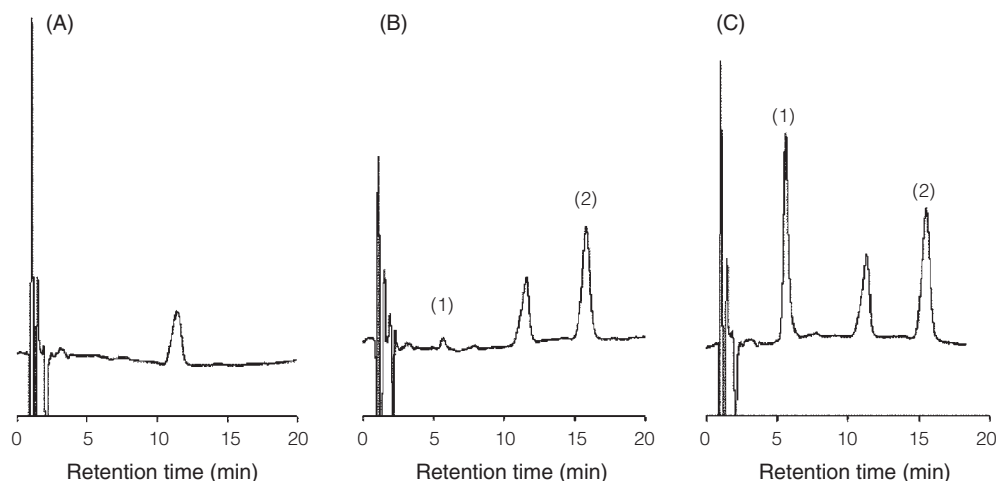 (A)
(B)
(C)
(1)
(2)
(1)
(2)
0 5 10 15 20
0 5 10 15 20
0 5 10 15 20
Retention time (min)
Retention time (min)
Retention time (min)